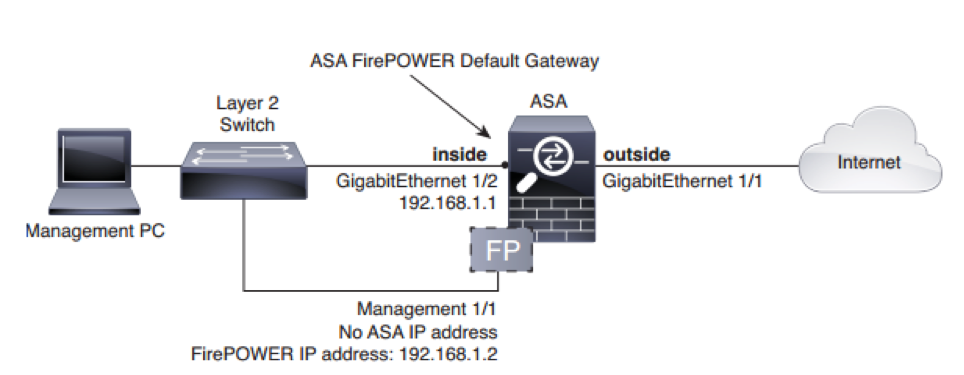 ASA FirePOWER Default Gateway
Layer 2
Switch
ASA
inside
outside
Internet
GigabitEthernet 1/2
GigabitEthernet 1/1
192.168.1.1
Management PC
FP
Management 1/1
No ASA IP address
FirePOWER IP address: 192.168.1.2